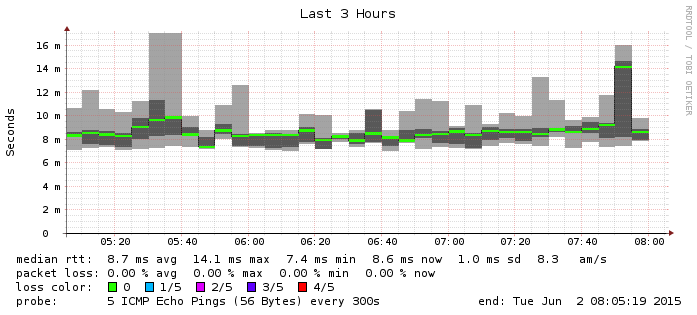 Last 3 Hours
RRDTOOL / TOBI OETIKER
Seconds
16 m
14 m
12 m
10 m
8 m
6 m
4 m
2 m
0
05:20 05:40 06:00 06:20 06:40 07:00 07:20 07:40 08:00
median rtt: 8.7 ms avg 14.1 ms max 7.4 ms min 8.6 ms now 1.0 ms sd 8.3 am/s
packet loss: 0.00 % avg 0.00 % max 0.00 % min 0.00 % now
loss color: 0 1/5 2/5 3/5 4/5
probe: 5 ICMP Echo Pings (56 Bytes) every 300s end: Tue Jun 2 08:05:19 2015